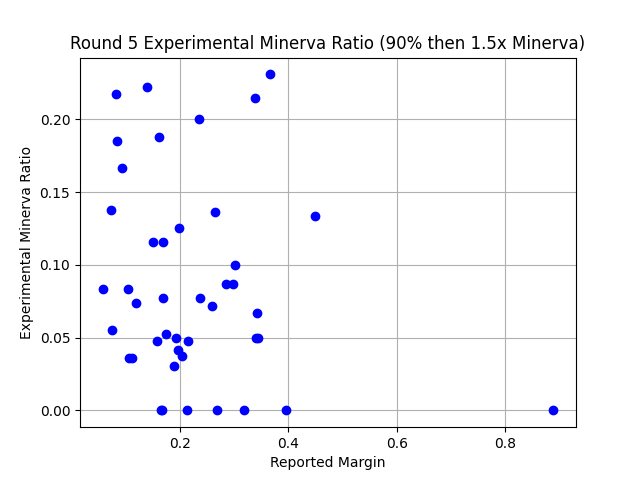 Round 5 Experimental Minerva Ratio (90% then 1.5x Minerva)
Experimental Minerva Ratio
0.20
0.15
0.10
0.05
0.00
0.2 0.4 0.6 0.8
Reported Margin